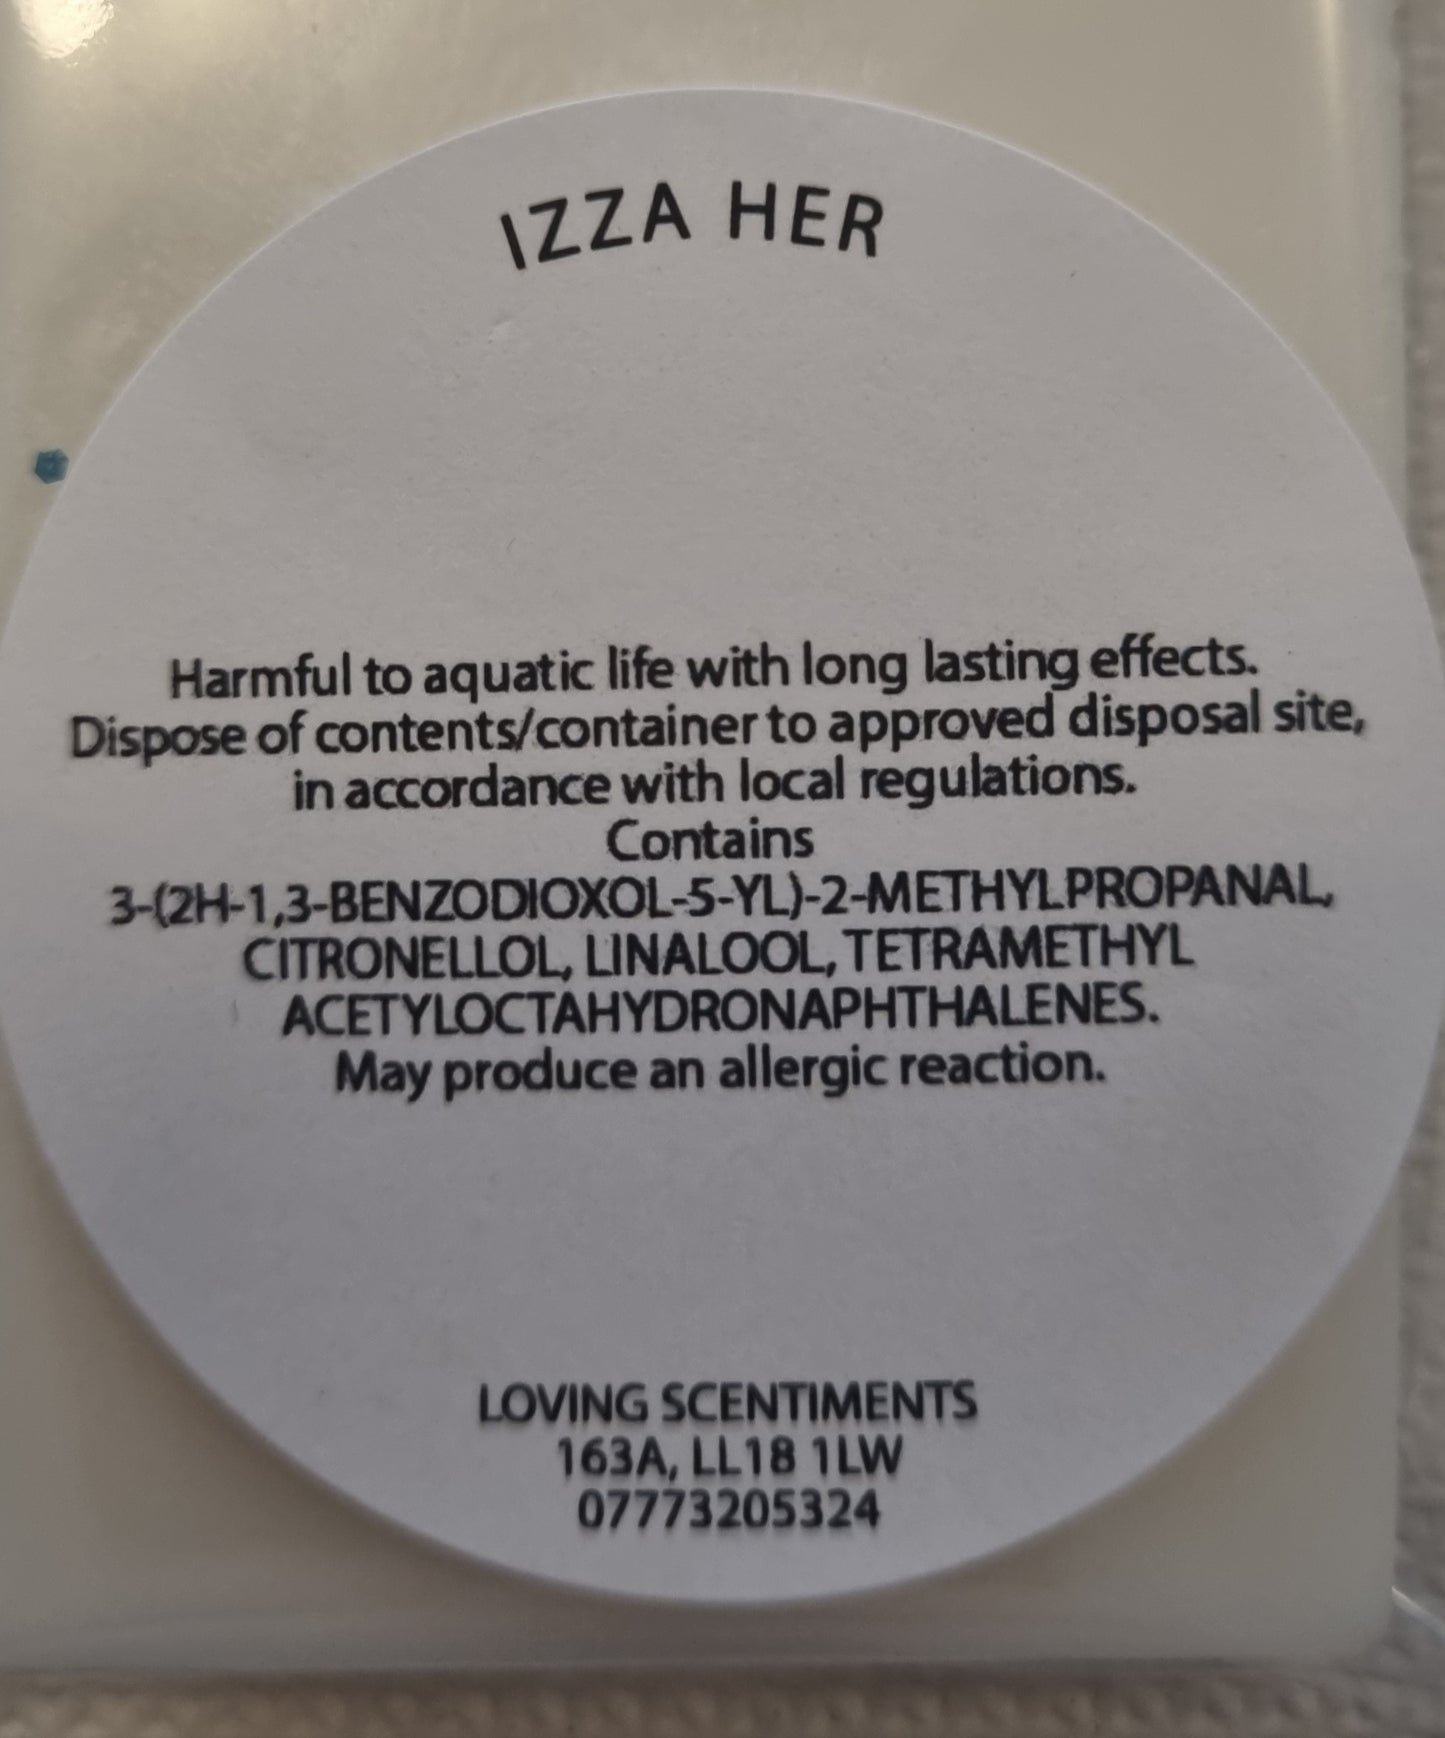 IZZA HER
Harmful to aquatic life with long lasting effects.
Dispose of contents/container to approved disposal site,
in accordance with local regulations.
Contains
3-(2H-1,3-BENZODIOXOL-5-YL)-2-METHYLPROPANAL,
CITRONELLOL, LINALOOL, TETRAMETHYL
ACETYLOCTAHYDRONAPHTHALENES.
May produce an allergic reaction.
LOVING SCENTIMENTS
163A, LL18 1LW
07773205324